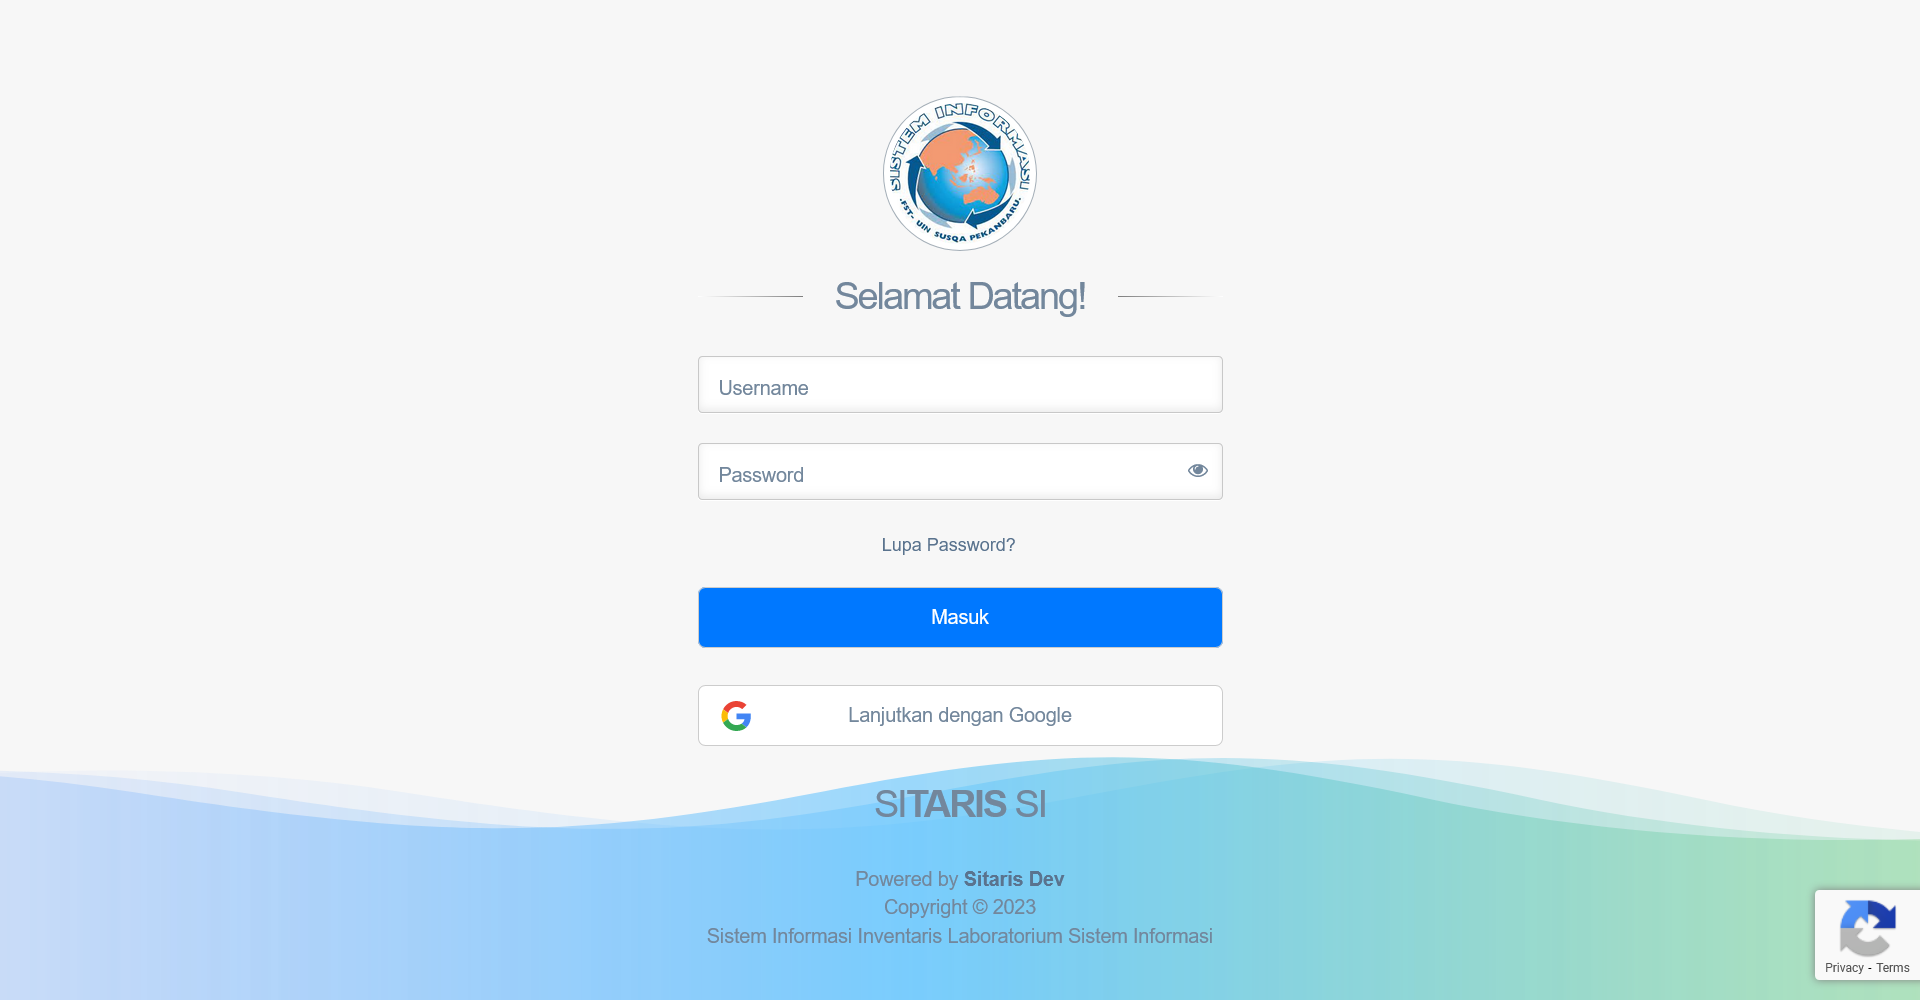 SISTEM INFORMASI
.FST- UIN SUSQA PEKANBARU.
Selamat Datang!
Username
Password
Lupa Password?
Masuk
Lanjutkan dengan Google
SITARIS SI
Powered by Sitaris Dev
Copyright © 2023
Sistem Informasi Inventaris Laboratorium Sistem Informasi
Privacy - Terms